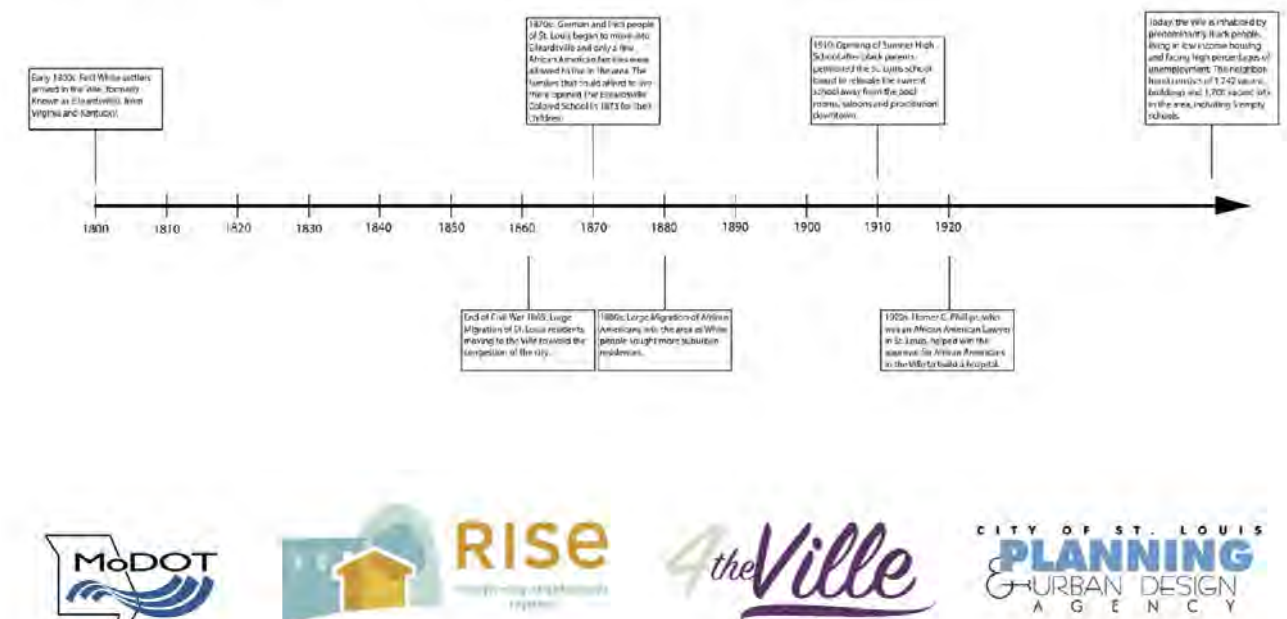 Early 1800s: First White settlers
arrived in the Ville, formerly
Known as Elleardsville, from
Virginia and Kentucky.
1870s: German and Irish people
of St. Louis began to move into
Elleardsville and only a few
African American families were
allowed to live in the area. The
families that could afford to live
there opened The Elleardsville
Colored School in 1873 for their
children.
1910: Opening of Sumner High
School after black parents
petitioned the St. Louis school
board to relocate the current
school away from the pool
rooms, saloons and prostitution
downtown.
Today, the Ville is inhabited by
predominantly Black people,
living in low income housing
and facing high percentages of
unemployment. The neighbor-
hood consists of 1,242 vacant
buildings and 1,705 vacant lots
in the area, including 5 empty
schools.
1800 1810 1820 1830 1840 1850 1860 1870 1880 1890 1900 1910 1920
End of Civil War 1865: Large
Migration of St. Louis residents
moving to the Ville to avoid the
congestion of the city.
1880s: Large Migration of African
Americans into the area as White
people sought more suburban
residences.
1920s: Homer G. Phillips, who
was an African American Lawyer
in St. Louis, helped win the
approval for African Americans
in the Ville to build a hospital.
MoDOT
RISe
4theVille
CITY OF ST. LOUIS
PLANNING
& URBAN DESIGN
AGENCY